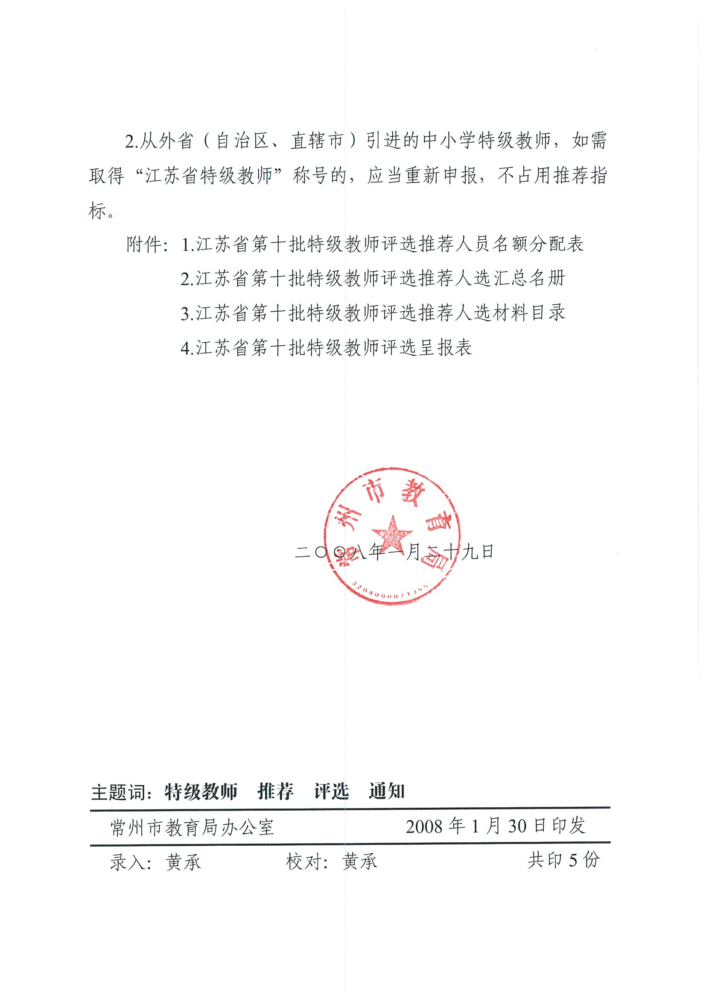 2.从外省（自治区、直辖市）引进的中小学特级教师，如需
取得“江苏省特级教师”称号的，应当重新申报，不占用推荐指
标。
附件：1.江苏省第十批特级教师评选推荐人员名额分配表
2.江苏省第十批特级教师评选推荐人选汇总名册
3.江苏省第十批特级教师评选推荐人选材料目录
4.江苏省第十批特级教师评选呈报表
常州市教育局
二○○八年一月二十九日
主题词：特级教师 推荐 评选 通知
常州市教育局办公室 2008年1月30日印发
录入：黄承 校对：黄承 共印5份